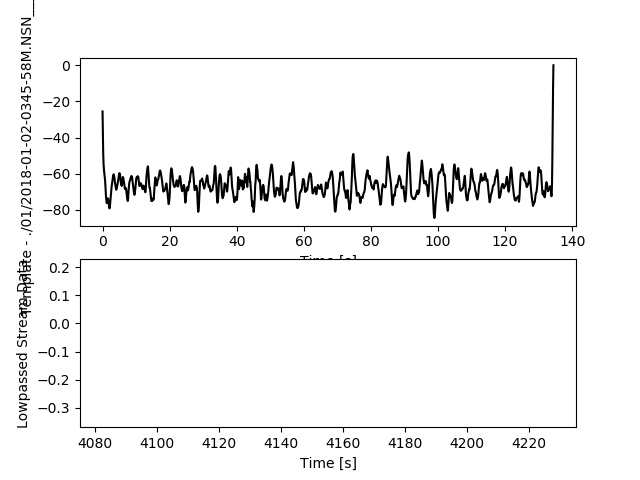 Template - ./01/2018-01-02-0345-58M.NSN__
0
−20
−40
−60
−80
0 20 40 60 80 100 120 140
Time [s]
Lowpassed Stream Data
0.2
0.1
0.0
−0.1
−0.2
−0.3
4080 4100 4120 4140 4160 4180 4200 4220
Time [s]